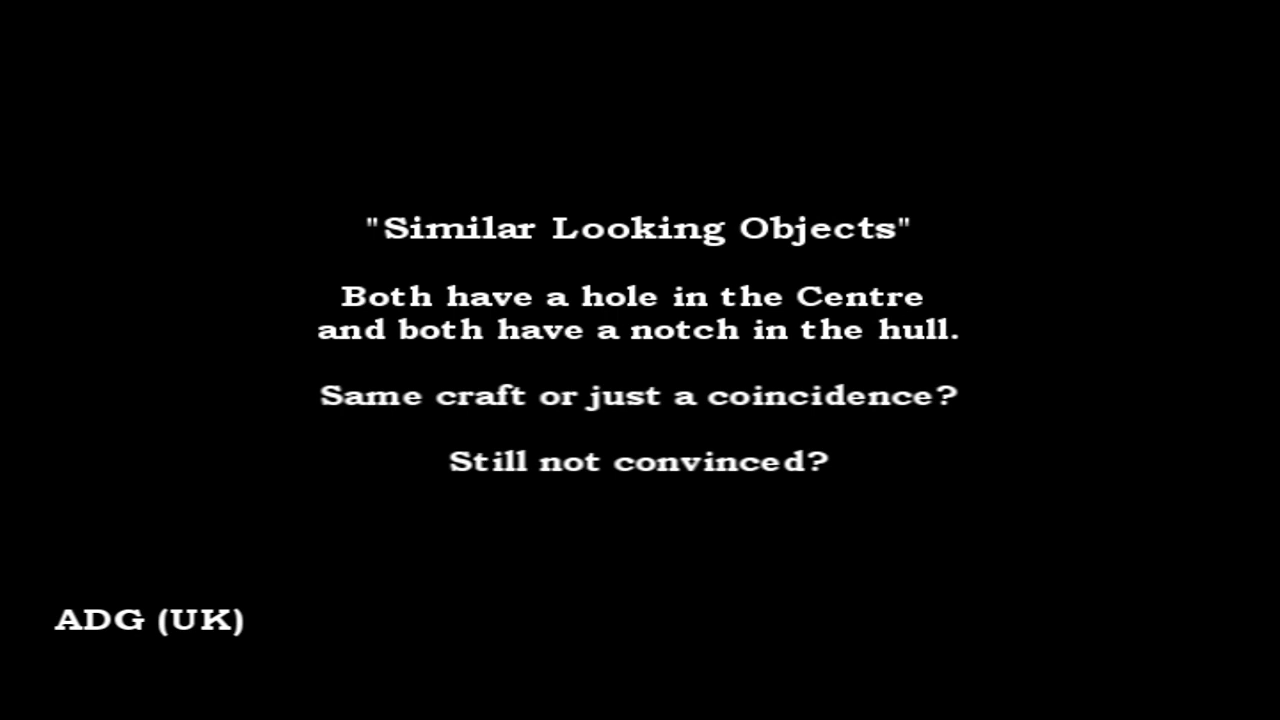 "Similar Looking Objects"
Both have a hole in the Centre
and both have a notch in the hull.
Same craft or just a coincidence?
Still not convinced?
ADG (UK)